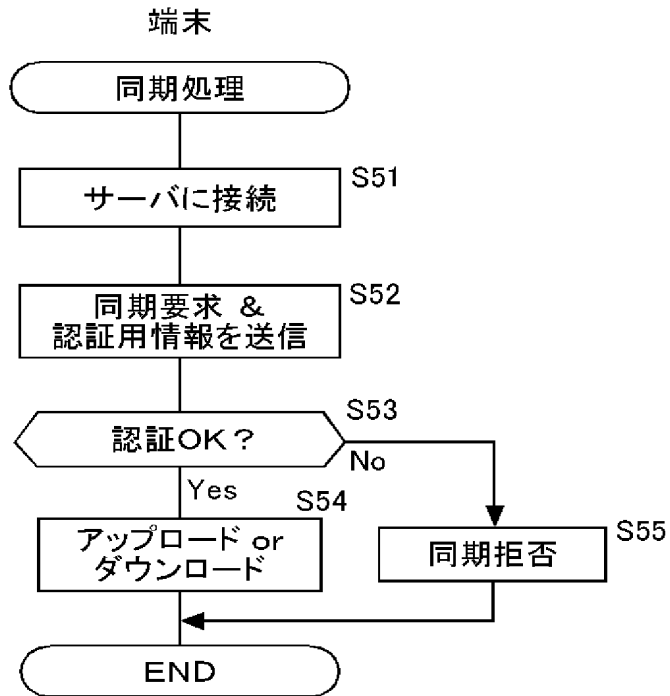 端末
同期処理
サーバに接続
S51
同期要求 &
認証用情報を送信
S52
認証OK?
S53
No
Yes
アップロード or
ダウンロード
S54
同期拒否
S55
END